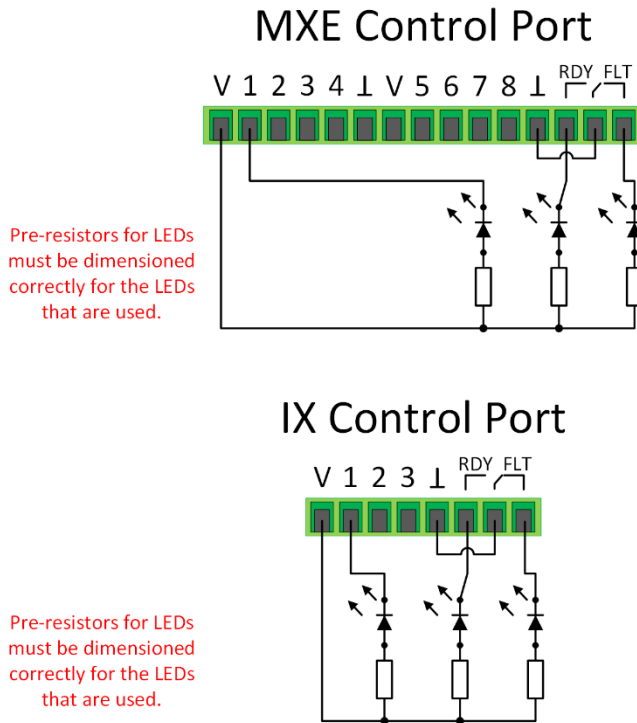 MXE Control Port
RDY FLT
V 1 2 3 4 ⊥ V 5 6 7 8 ⊥
Pre-resistors for LEDs
must be dimensioned
correctly for the LEDs
that are used.
IX Control Port
RDY FLT
V 1 2 3 ⊥
Pre-resistors for LEDs
must be dimensioned
correctly for the LEDs
that are used.